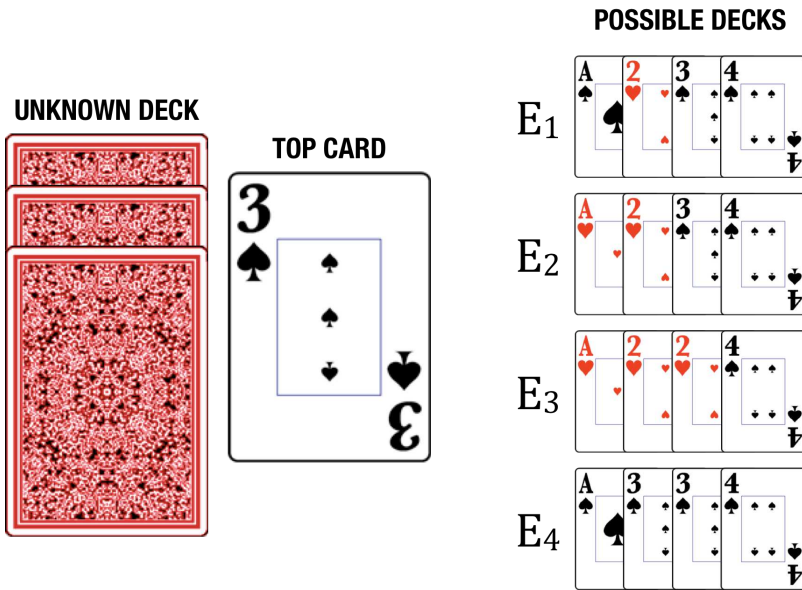 POSSIBLE DECKS
UNKNOWN DECK
TOP CARD
3
3
E1
A 2 3 4
4
E2
A 2 3 4
4
E3
A 2 2 4
4
E4
A 3 3 4
4